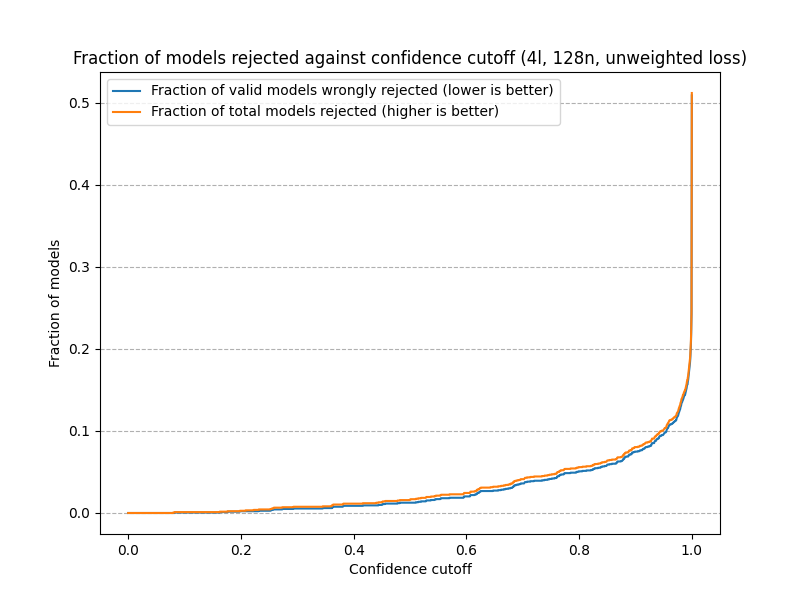 Fraction of models rejected against confidence cutoff (4l, 128n, unweighted loss)
Fraction of valid models wrongly rejected (lower is better)
Fraction of total models rejected (higher is better)
0.5
0.4
0.3
0.2
0.1
0.0
Fraction of models
0.0 0.2 0.4 0.6 0.8 1.0
Confidence cutoff